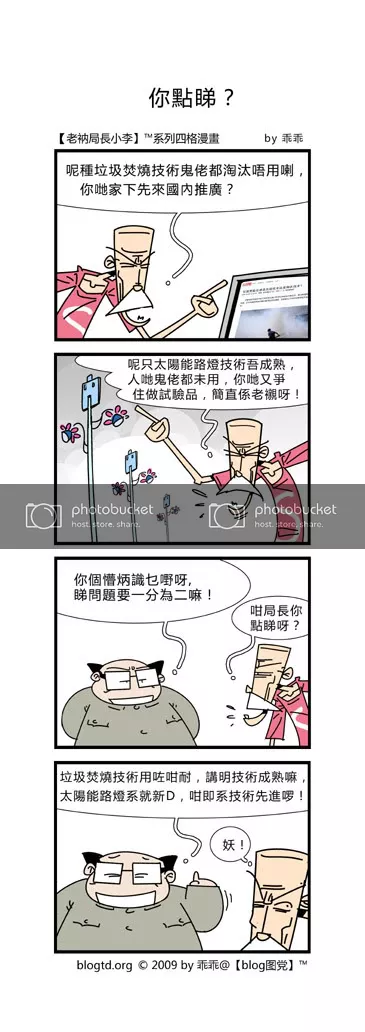 你點睇？
【老衲局長小李】™系列四格漫畫 by 乖乖
呢種垃圾焚燒技術鬼佬都淘汰唔用喇，
你哋家下先來國內推廣？
呢只太陽能路燈技術吾成熟，
人哋鬼佬都未用，你哋又爭
住做試驗品，簡直係老襯呀！
photobucket
host. store. share.
photobucket
host. store. share.
你個懵炳識乜嘢呀，
睇問題要一分為二嘛！
咁局長你
點睇呀？
垃圾焚燒技術用咗咁耐，講明技術成熟嘛，
太陽能路燈系就新D，咁即系技術先進啰！
妖！
blogtd.org © 2009 by 乖乖@【blog图党】™